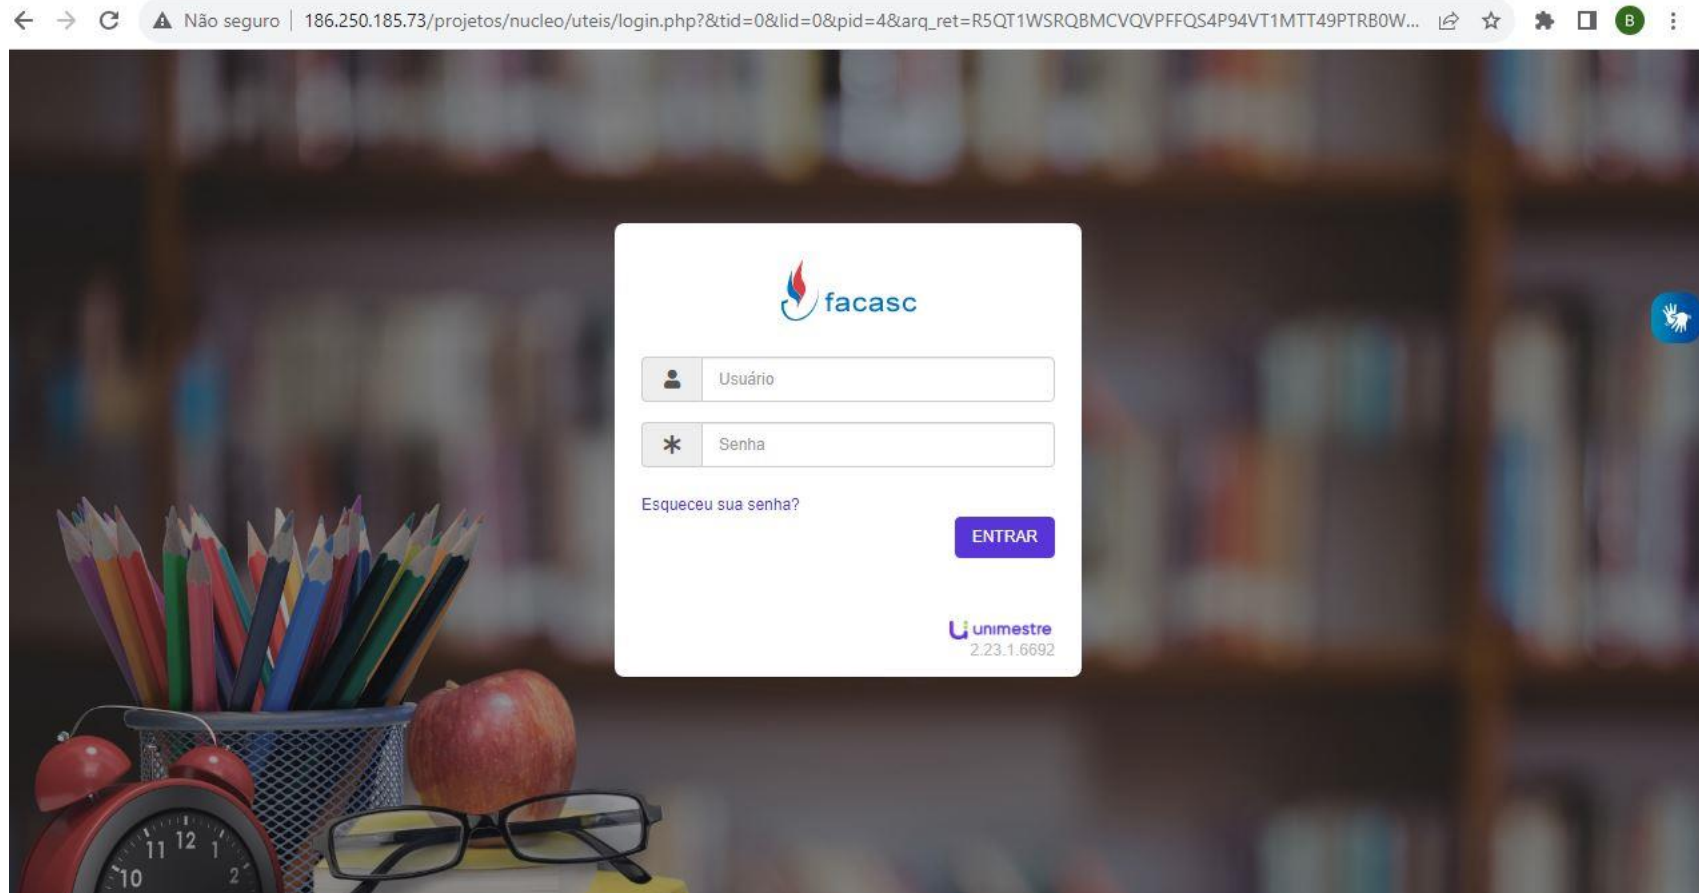 Não seguro | 186.250.185.73/projetos/nucleo/uteis/login.php?&tid=0&lid=0&pid=4&arq_ret=R5QT1WSRQBMCVQVPFFQS4P94VT1MTT49PTRB0W...
B
facasc
Usuário
Senha
Esqueceu sua senha?
ENTRAR
unimestre
2.23.1.6692
11 12 1
10 2